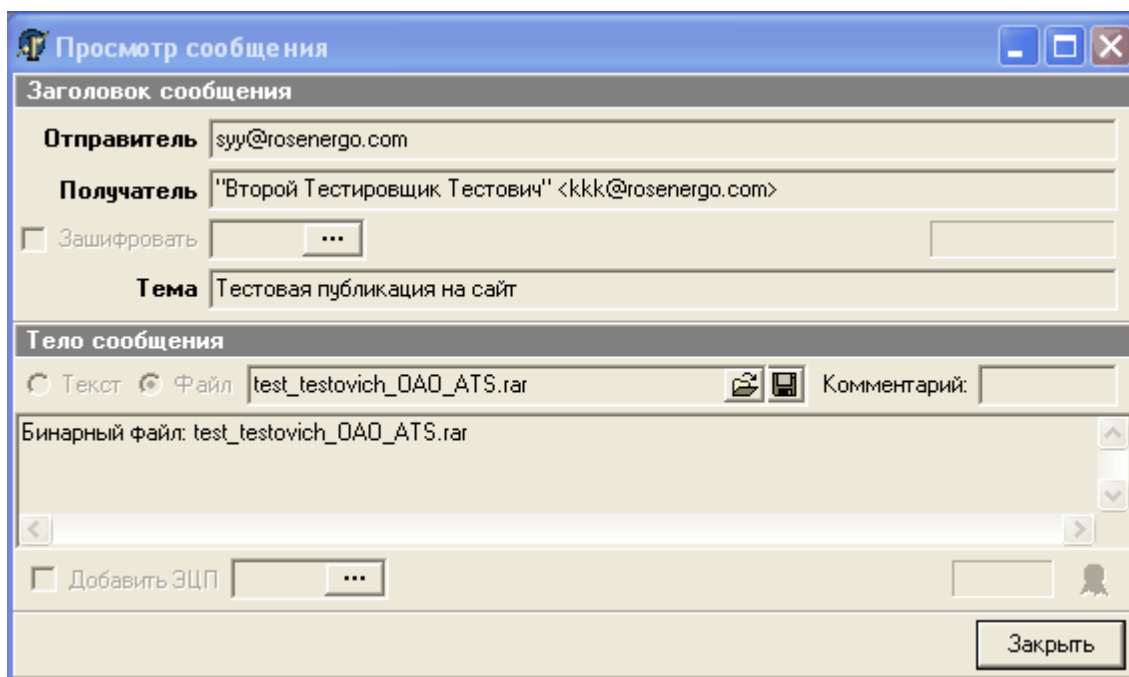 Просмотр сообщения
Заголовок сообщения
Отправитель syy@rosenergo.com
Получатель "Второй Тестировщик Тестович" <kkk@rosenergo.com>
Зашифровать ...
Тема Тестовая публикация на сайт
Тело сообщения
Текст Файл test_testovich_OAO_ATS.rar Комментарий:
Бинарный файл: test_testovich_OAO_ATS.rar
Добавить ЭЦП ...
Закрыть